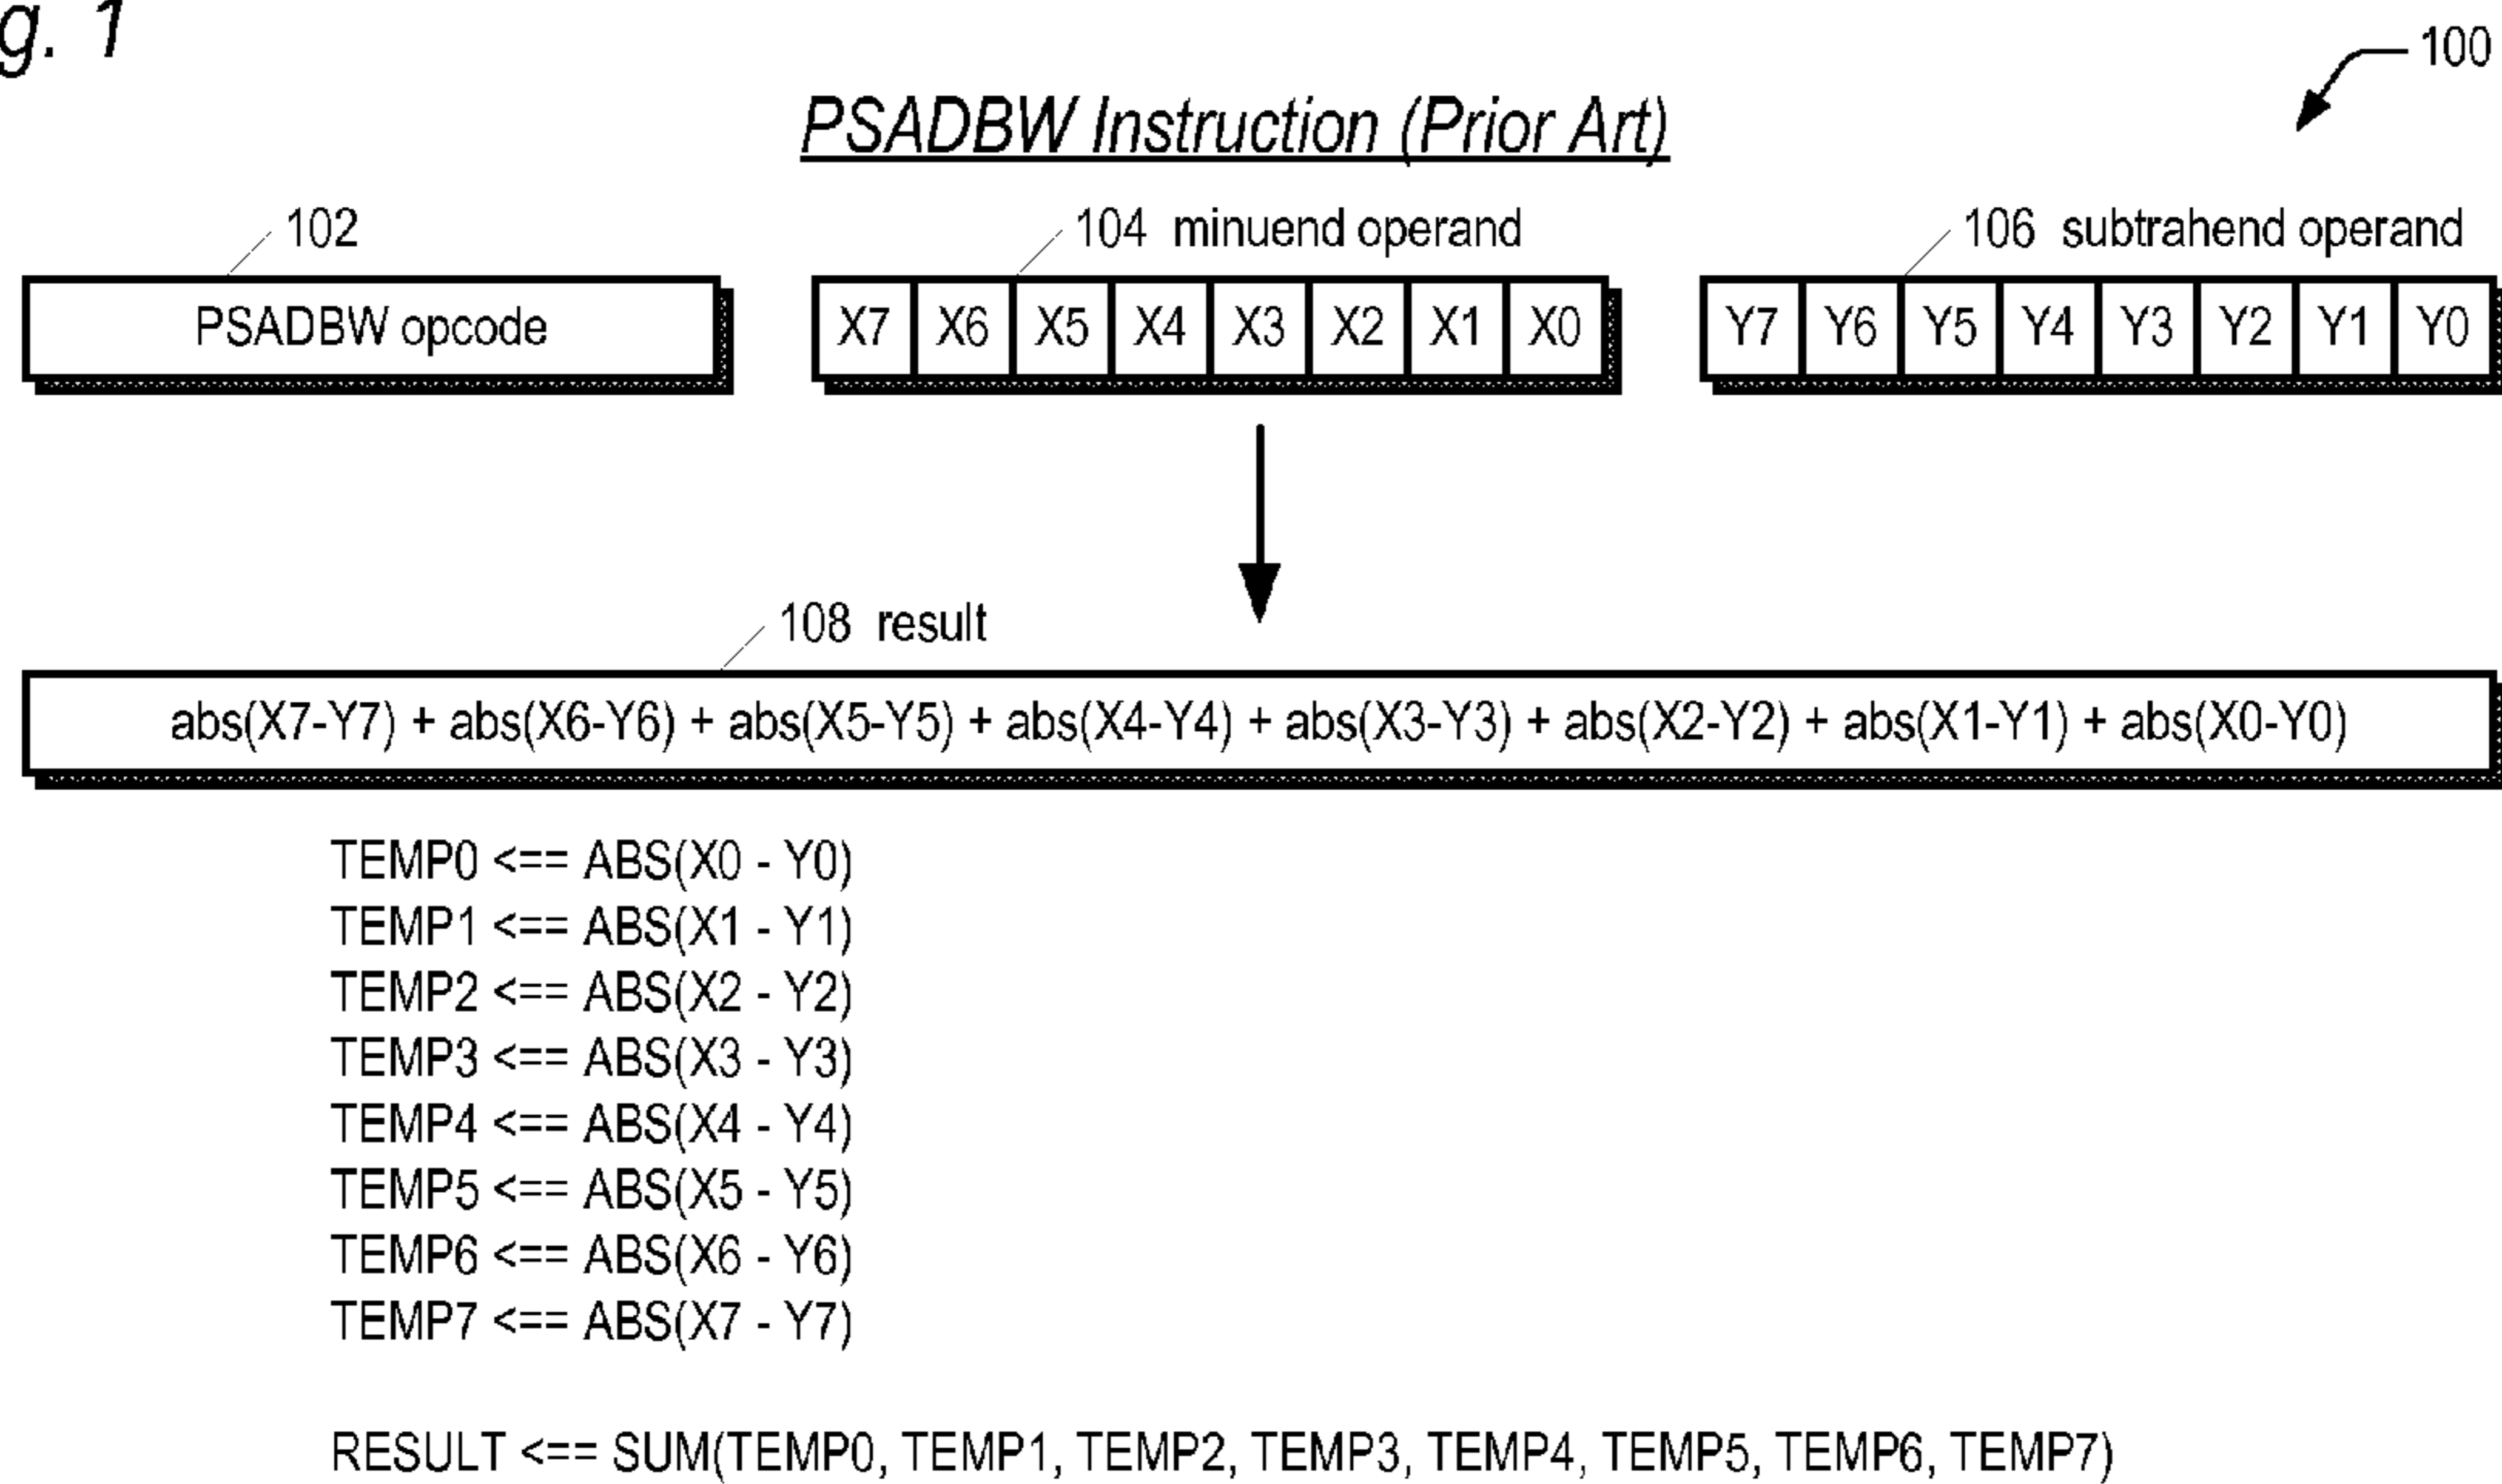 g. 1
100
PSADBW Instruction (Prior Art)
102
104 minuend operand
106 subtrahend operand
PSADBW opcode
X7 X6 X5 X4 X3 X2 X1 X0
Y7 Y6 Y5 Y4 Y3 Y2 Y1 Y0
108 result
abs(X7-Y7) + abs(X6-Y6) + abs(X5-Y5) + abs(X4-Y4) + abs(X3-Y3) + abs(X2-Y2) + abs(X1-Y1) + abs(X0-Y0)
TEMP0 <== ABS(X0 - Y0)
TEMP1 <== ABS(X1 - Y1)
TEMP2 <== ABS(X2 - Y2)
TEMP3 <== ABS(X3 - Y3)
TEMP4 <== ABS(X4 - Y4)
TEMP5 <== ABS(X5 - Y5)
TEMP6 <== ABS(X6 - Y6)
TEMP7 <== ABS(X7 - Y7)
RESULT <== SUM(TEMP0, TEMP1, TEMP2, TEMP3, TEMP4, TEMP5, TEMP6, TEMP7)